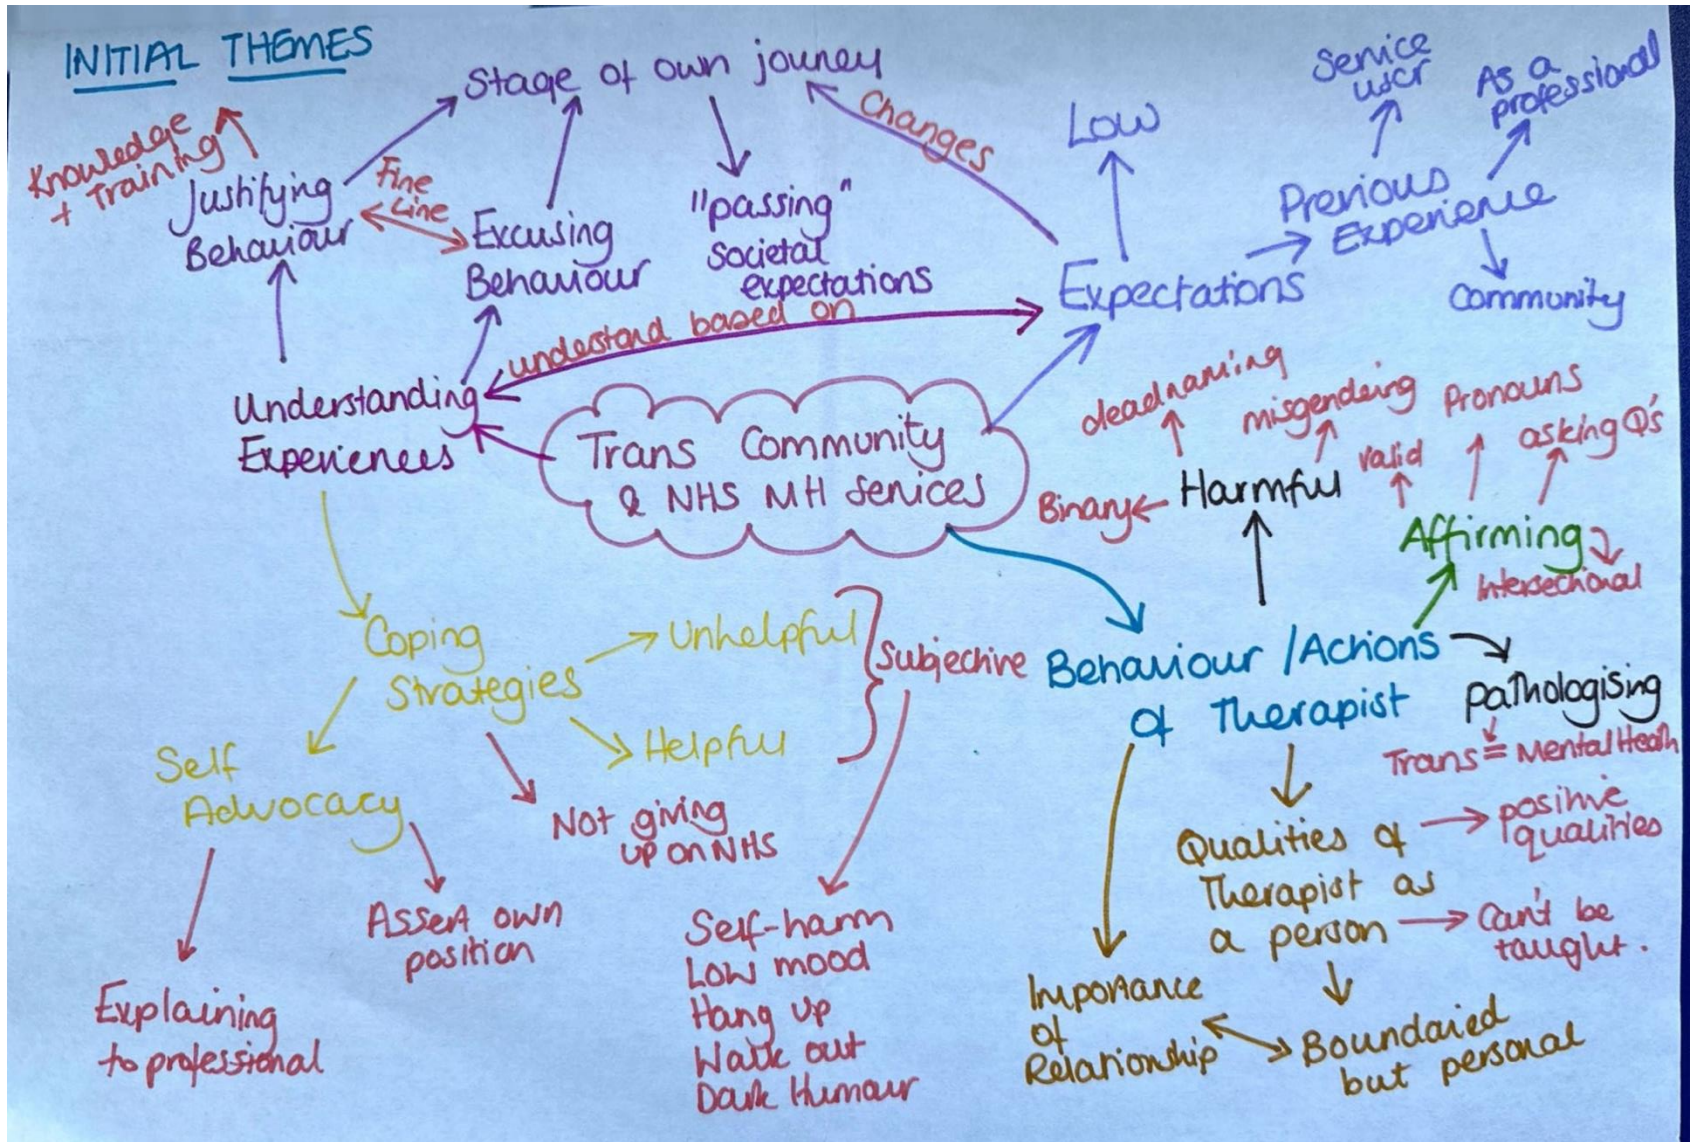 INITIAL THEMES
Stage of own journey
Knowledge
+ Training
Justifying
Behaviour
Fine
Line
Excusing
Behaviour
"passing"
societal
expectations
Changes
Low
Service
user
As a
professional
Previous
Experience
Expectations
Community
understand based on
Understanding
Experiences
Trans Community
& NHS MH Services
deadnaming
misgendering
Binary
Harmful
valid
Pronouns
asking Q's
Affirming
Intersectional
Coping
Strategies
Unhelpful
Helpful
Subjective
Behaviour / Actions
of Therapist
pathologising
Trans = Mental Health
Self
Advocacy
Not giving
up on NHS
Qualities of
Therapist as
a person
positive
qualities
Can't be
taught.
Assert own
position
Explaining
to professional
Self-harm
Low mood
Hang up
Walk out
Dark Humour
Importance
of
Relationship
Boundaried
but personal